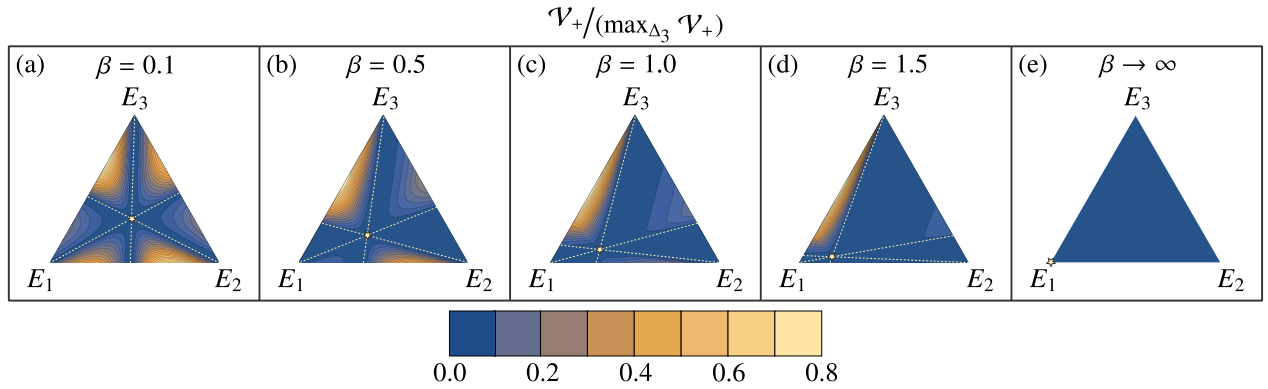 𝒱₊/(max_Δ₃ 𝒱₊)
(a) β = 0.1
E₃
E₁ E₂
(b) β = 0.5
E₃
E₁ E₂
(c) β = 1.0
E₃
E₁ E₂
(d) β = 1.5
E₃
E₁ E₂
(e) β → ∞
E₃
E₁ E₂
0.0 0.2 0.4 0.6 0.8